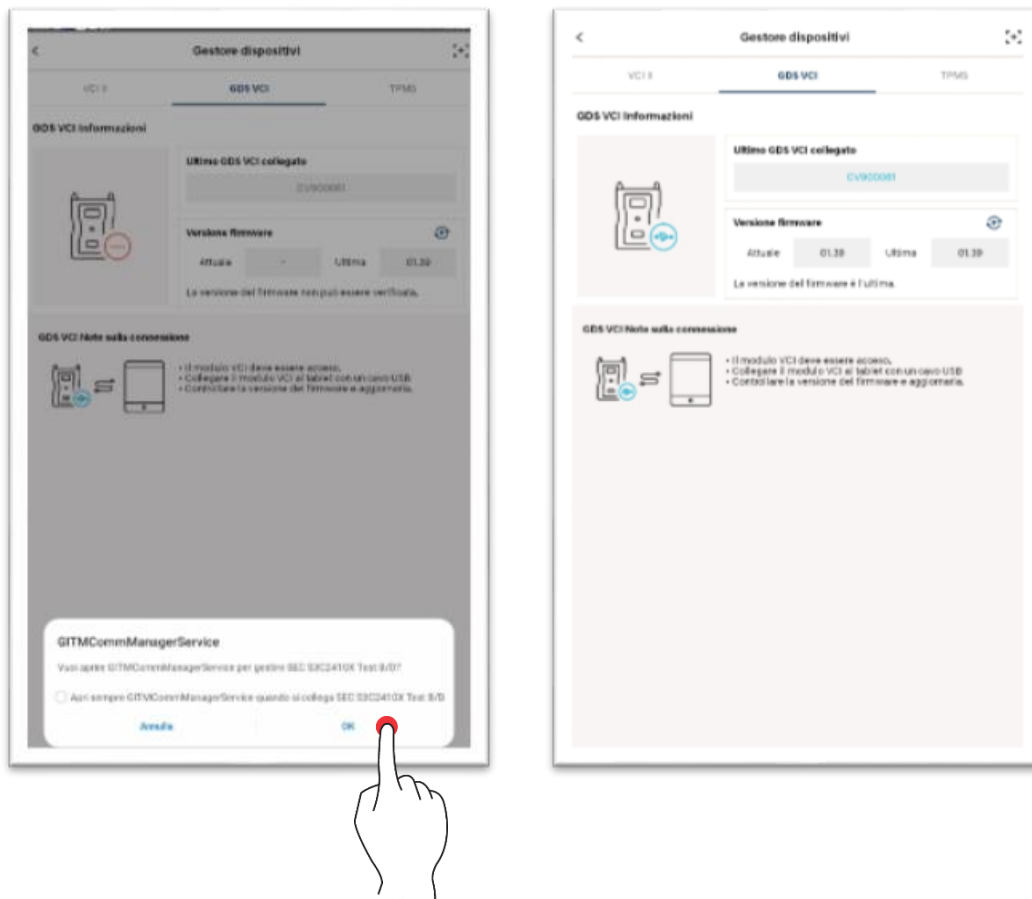 Gestore dispositivi
VCI II
GDS VCI
TPMS
GDS VCI Informazioni
Ultimo GDS VCI collegato
CV900061
Versione firmware
Attuale - Ultima 01.39
La versione del firmware non può essere verificata.
GDS VCI Note sulla connessione
• Il modulo VCI deve essere acceso.
• Collegare il modulo VCI al tablet con un cavo USB
• Controllare la versione del firmware e aggiornarla.
GITMCommManagerService
Vuoi aprire GITMCommManagerService per gestire SEC S3C2410X Test B/D?
Apri sempre GITMCommManagerService quando si collega SEC S3C2410X Test B/D
Annulla
OK
Gestore dispositivi
VCI II
GDS VCI
TPMS
GDS VCI Informazioni
Ultimo GDS VCI collegato
CV900061
Versione firmware
Attuale 01.39 Ultima 01.39
La versione del firmware è l'ultima.
GDS VCI Note sulla connessione
• Il modulo VCI deve essere acceso.
• Collegare il modulo VCI al tablet con un cavo USB
• Controllare la versione del firmware e aggiornarla.